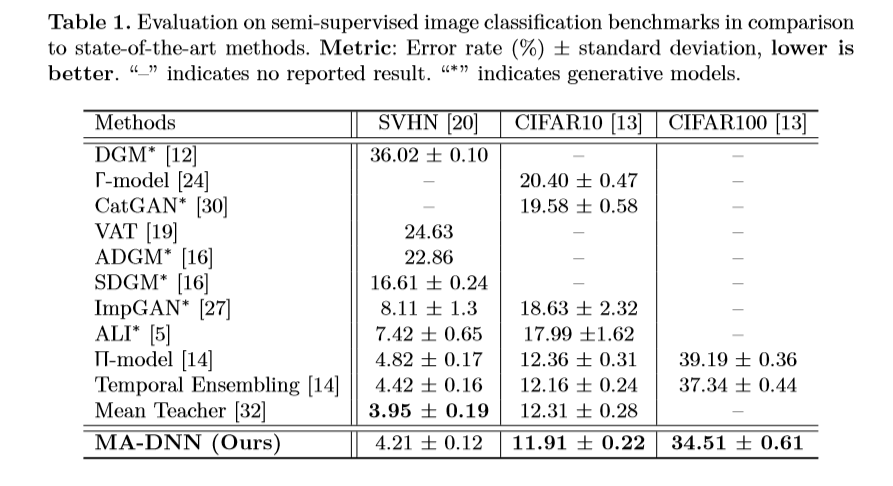 Table 1. Evaluation on semi-supervised image classification benchmarks in comparison
to state-of-the-art methods. Metric: Error rate (%) ± standard deviation, lower is
better. “–” indicates no reported result. “*” indicates generative models.
Methods SVHN [20] CIFAR10 [13] CIFAR100 [13]
DGM* [12] 36.02 ± 0.10 – –
Γ-model [24] – 20.40 ± 0.47 –
CatGAN* [30] – 19.58 ± 0.58 –
VAT [19] 24.63 – –
ADGM* [16] 22.86 – –
SDGM* [16] 16.61 ± 0.24 – –
ImpGAN* [27] 8.11 ± 1.3 18.63 ± 2.32 –
ALI* [5] 7.42 ± 0.65 17.99 ±1.62 –
Π-model [14] 4.82 ± 0.17 12.36 ± 0.31 39.19 ± 0.36
Temporal Ensembling [14] 4.42 ± 0.16 12.16 ± 0.24 37.34 ± 0.44
Mean Teacher [32] 3.95 ± 0.19 12.31 ± 0.28 –
MA-DNN (Ours) 4.21 ± 0.12 11.91 ± 0.22 34.51 ± 0.61